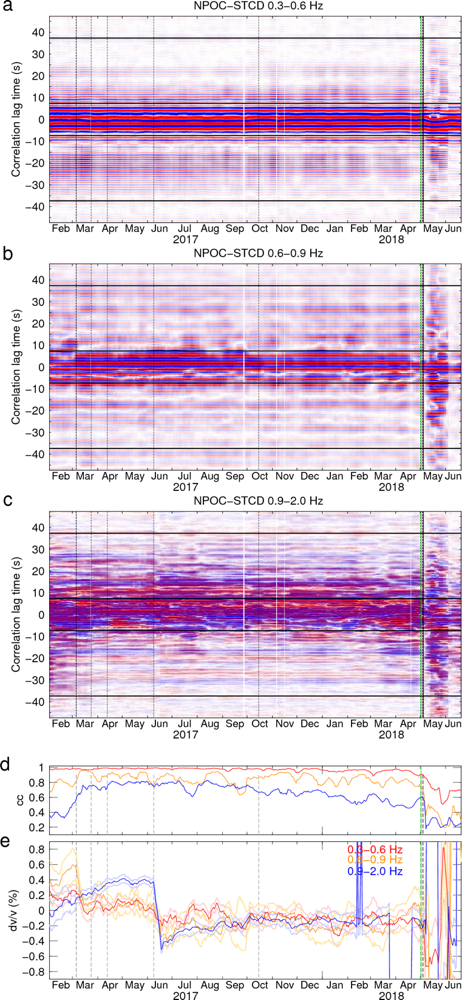 a
NPOC−STCD 0.3−0.6 Hz
Correlation lag time (s)
40
30
20
10
0
−10
−20
−30
−40
Feb Mar Apr May Jun Jul Aug Sep Oct Nov Dec Jan Feb Mar Apr May Jun
2017 2018
b
NPOC−STCD 0.6−0.9 Hz
Correlation lag time (s)
40
30
20
10
0
−10
−20
−30
−40
Feb Mar Apr May Jun Jul Aug Sep Oct Nov Dec Jan Feb Mar Apr May Jun
2017 2018
c
NPOC−STCD 0.9−2.0 Hz
Correlation lag time (s)
40
30
20
10
0
−10
−20
−30
−40
Feb Mar Apr May Jun Jul Aug Sep Oct Nov Dec Jan Feb Mar Apr May Jun
2017 2018
d
cc
1
0.8
0.6
0.4
0.2
e
dv/v (%)
0.8
0.6
0.4
0.2
0
−0.2
−0.4
−0.6
−0.8
0.3−0.6 Hz
0.6−0.9 Hz
0.9−2.0 Hz
Feb Mar Apr May Jun Jul Aug Sep Oct Nov Dec Jan Feb Mar Apr May Jun
2017 2018